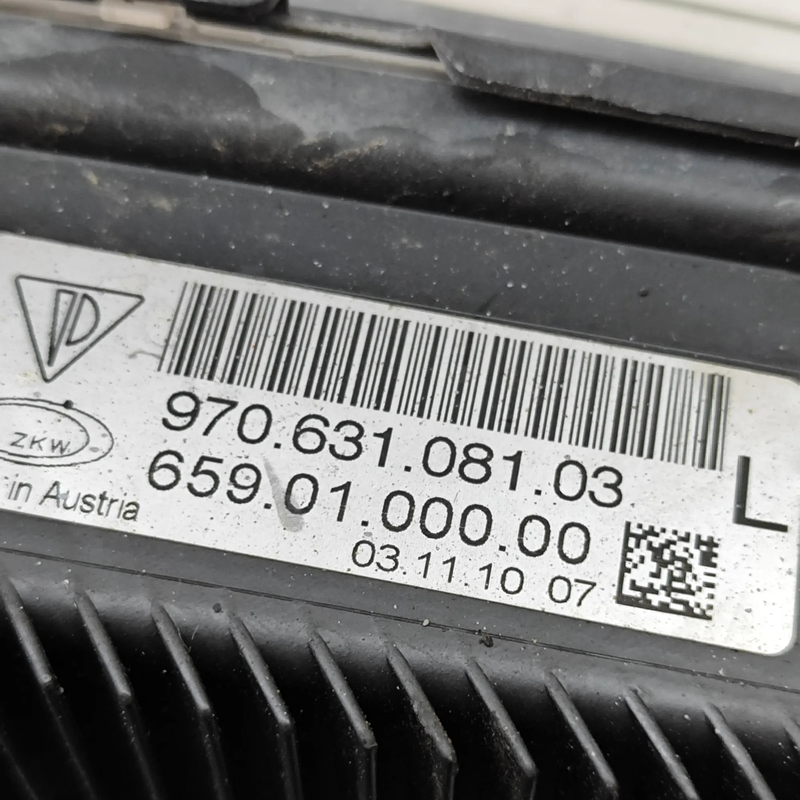 970.631.081.03
L
ZKW
659.01.000.00
in Austria
03.11.10 07